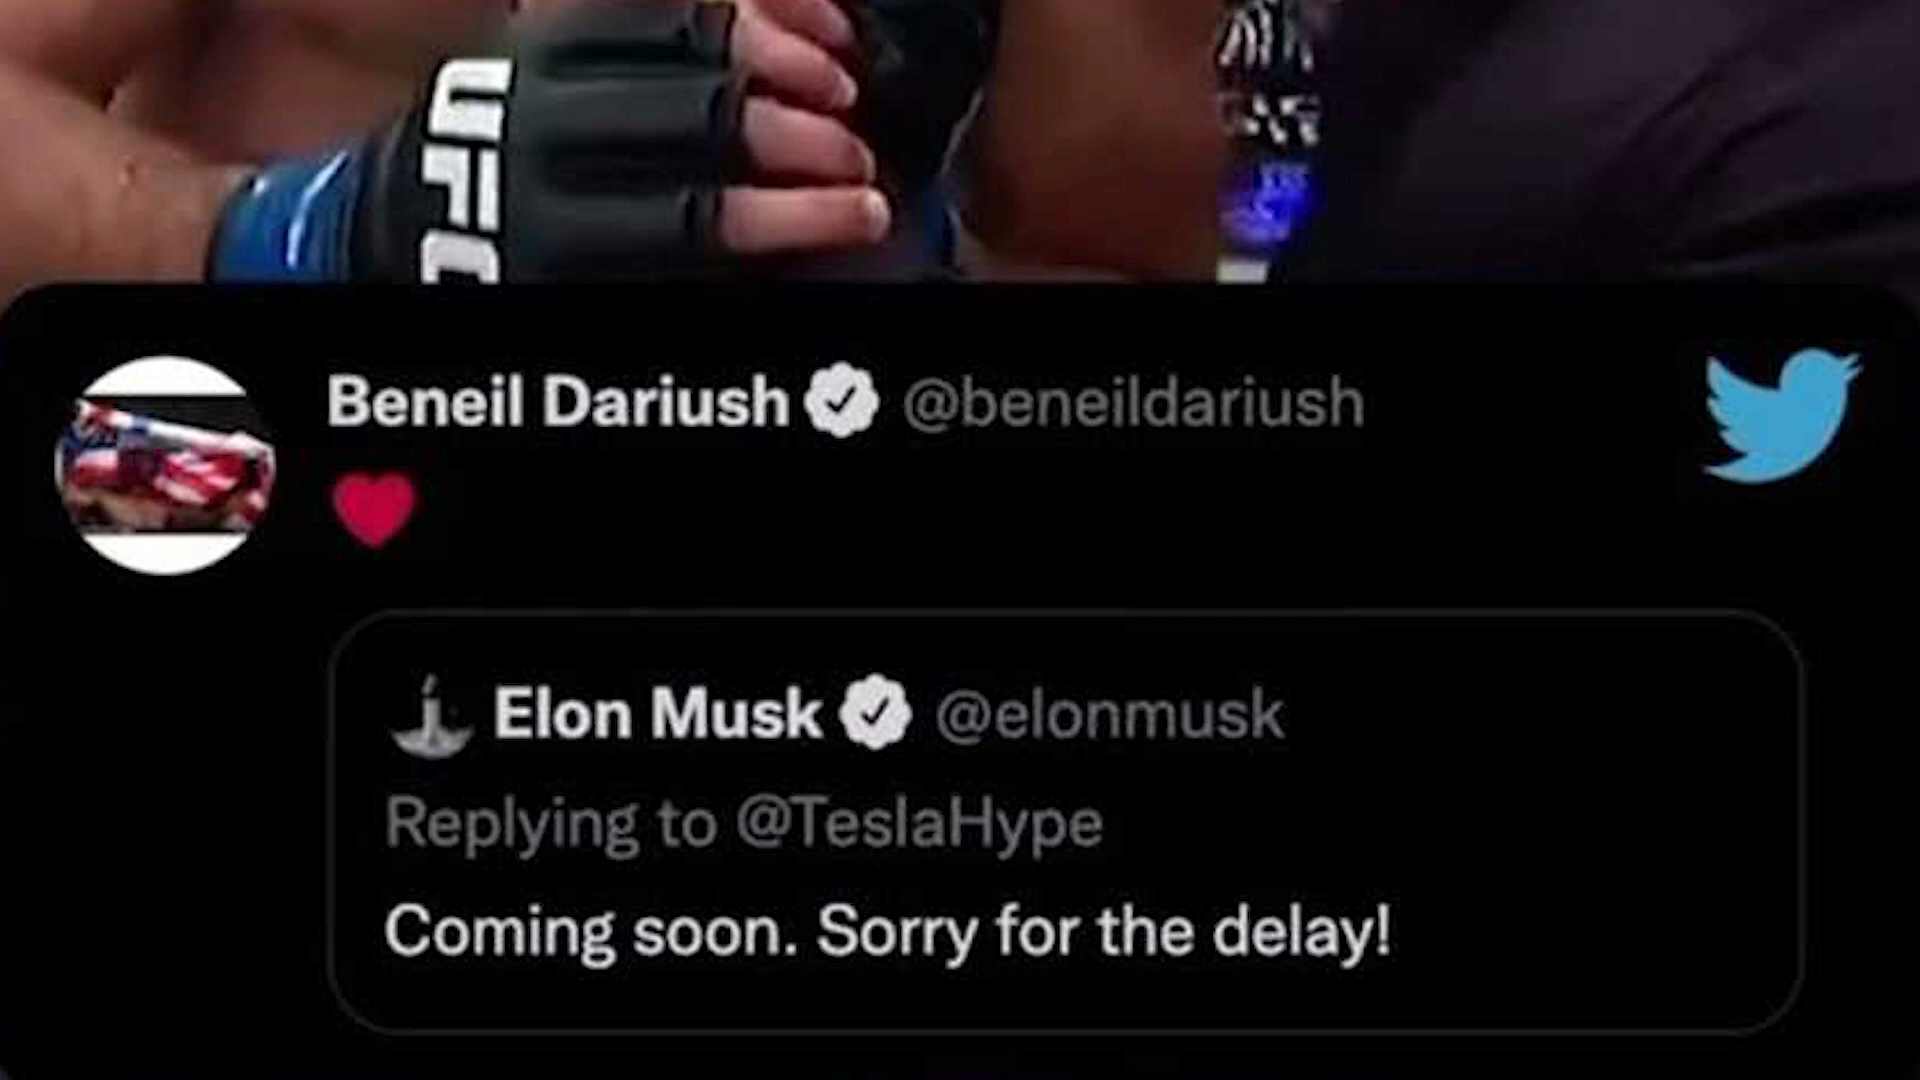 UFC
Beneil Dariush @beneildariush
❤
Elon Musk @elonmusk
Replying to @TeslaHype
Coming soon. Sorry for the delay!